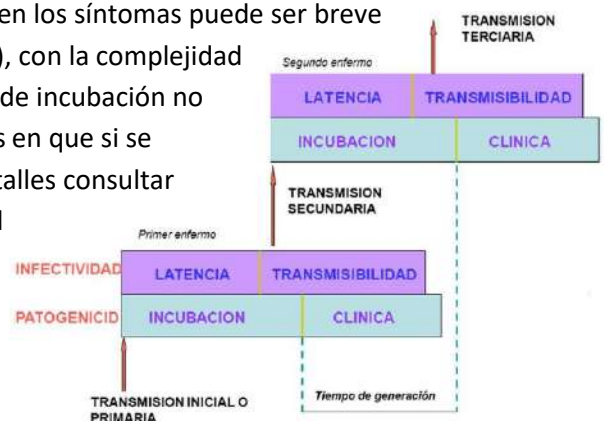 en los síntomas puede ser breve
), con la complejidad
de incubación no
s en que si se
talles consultar
TRANSMISION
TERCIARIA
Segundo enfermo
LATENCIA TRANSMISIBILIDAD
INCUBACION CLINICA
TRANSMISION
SECUNDARIA
Primer enfermo
INFECTIVIDAD LATENCIA TRANSMISIBILIDAD
PATOGENICID INCUBACION CLINICA
Tiempo de generación
TRANSMISION INICIAL O
PRIMARIA